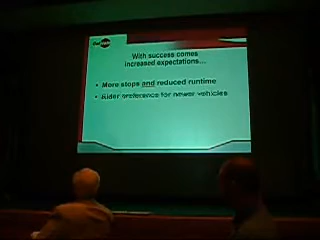 With success comes
increased expectations...
• More stops and reduced runtime
• Rider preference for newer vehicles